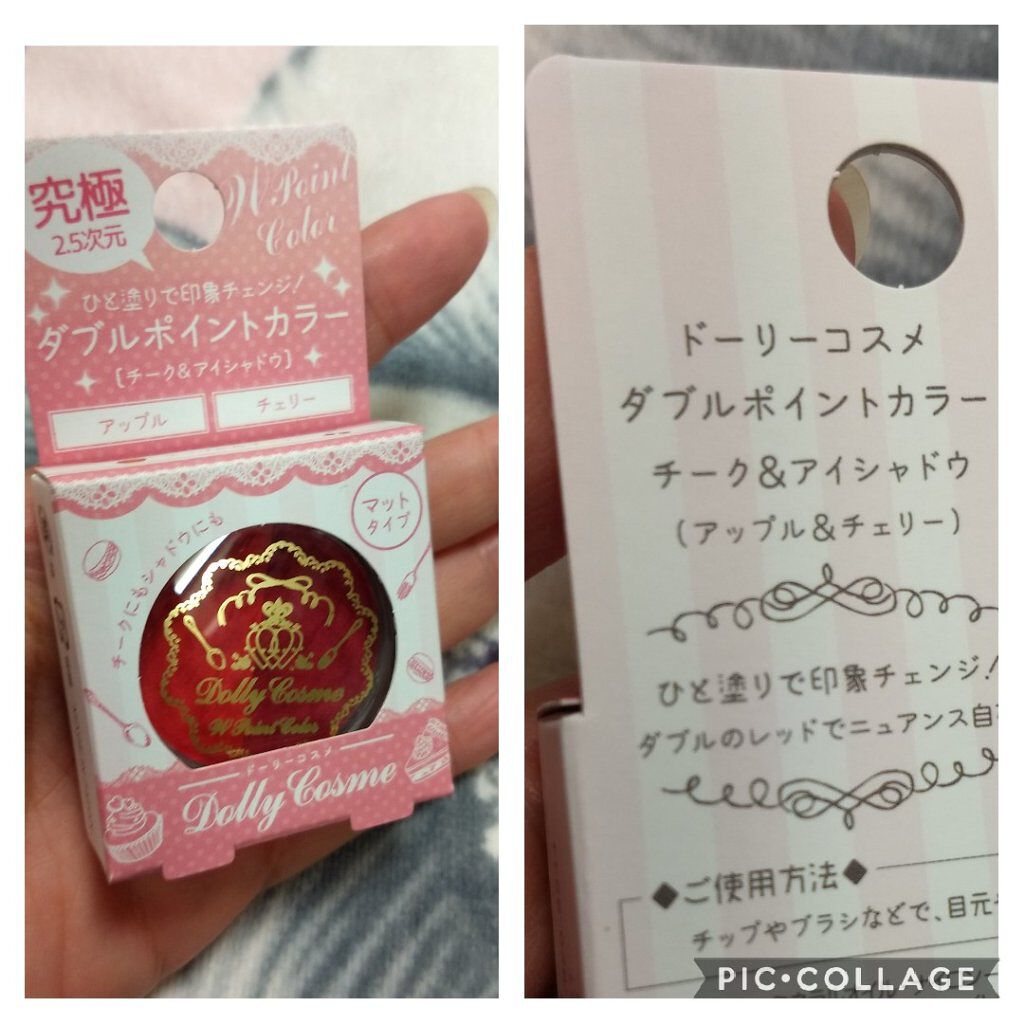 究極
2.5次元
W Point
Color
ひと塗りで印象チェンジ!
ダブルポイントカラー
[チーク&アイシャドウ]
アップル
チェリー
マット
タイプ
チークにもシャドウにも
Dolly Cosme
W Point Color
ドーリーコスメ
Dolly Cosme
ドーリーコスメ
ダブルポイントカラー
チーク&アイシャドウ
(アップル&チェリー)
ひと塗りで印象チェンジ!
ダブルのレッドでニュアンス自
◆ご使用方法◆
チップやブラシなどで、目元や
PIC•COLLAGE